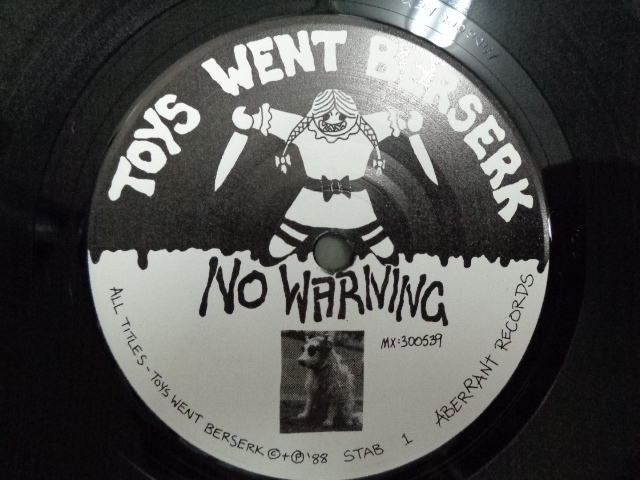 TOYS WENT BERSERK
NO WARNING
MX:300539
ALL TITLES - TOYS WENT BERSERK ©+℗'88 STAB 1 ABERRANT RECORDS